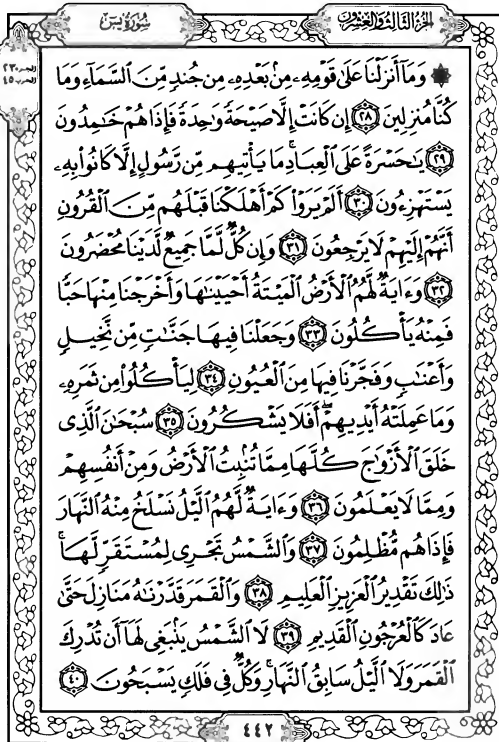 الجزء الثالث والعشرون
سورة يس
الجزء ٢٣
الحزب ٤٥
۞ وَمَآ أَنزَلْنَا عَلَىٰ قَوْمِهِۦ مِنۢ بَعْدِهِۦ مِن جُندٍ مِّنَ ٱلسَّمَآءِ وَمَا
كُنَّا مُنزِلِينَ ٢٨ إِن كَانَتْ إِلَّا صَيْحَةً وَٰحِدَةً فَإِذَا هُمْ خَٰمِدُونَ
٢٩ يَٰحَسْرَةً عَلَى ٱلْعِبَادِ ۚ مَا يَأْتِيهِم مِّن رَّسُولٍ إِلَّا كَانُوا۟ بِهِۦ
يَسْتَهْزِءُونَ ٣٠ أَلَمْ يَرَوْا۟ كَمْ أَهْلَكْنَا قَبْلَهُم مِّنَ ٱلْقُرُونِ
أَنَّهُمْ إِلَيْهِمْ لَا يَرْجِعُونَ ٣١ وَإِن كُلٌّ لَّمَّا جَمِيعٌ لَّدَيْنَا مُحْضَرُونَ
٣٢ وَءَايَةٌ لَّهُمُ ٱلْأَرْضُ ٱلْمَيْتَةُ أَحْيَيْنَٰهَا وَأَخْرَجْنَا مِنْهَا حَبًّا
فَمِنْهُ يَأْكُلُونَ ٣٣ وَجَعَلْنَا فِيهَا جَنَّٰتٍ مِّن نَّخِيلٍ
وَأَعْنَٰبٍ وَفَجَّرْنَا فِيهَا مِنَ ٱلْعُيُونِ ٣٤ لِيَأْكُلُوا۟ مِن ثَمَرِهِۦ
وَمَا عَمِلَتْهُ أَيْدِيهِمْ ۖ أَفَلَا يَشْكُرُونَ ٣٥ سُبْحَٰنَ ٱلَّذِى
خَلَقَ ٱلْأَزْوَٰجَ كُلَّهَا مِمَّا تُنۢبِتُ ٱلْأَرْضُ وَمِنْ أَنفُسِهِمْ
وَمِمَّا لَا يَعْلَمُونَ ٣٦ وَءَايَةٌ لَّهُمُ ٱلَّيْلُ نَسْلَخُ مِنْهُ ٱلنَّهَارَ
فَإِذَا هُم مُّظْلِمُونَ ٣٧ وَٱلشَّمْسُ تَجْرِى لِمُسْتَقَرٍّ لَّهَا ۚ
ذَٰلِكَ تَقْدِيرُ ٱلْعَزِيزِ ٱلْعَلِيمِ ٣٨ وَٱلْقَمَرَ قَدَّرْنَٰهُ مَنَازِلَ حَتَّىٰ
عَادَ كَٱلْعُرْجُونِ ٱلْقَدِيمِ ٣٩ لَا ٱلشَّمْسُ يَنۢبَغِى لَهَآ أَن تُدْرِكَ
ٱلْقَمَرَ وَلَا ٱلَّيْلُ سَابِقُ ٱلنَّهَارِ ۚ وَكُلٌّ فِى فَلَكٍ يَسْبَحُونَ ٤٠
٤٤٢